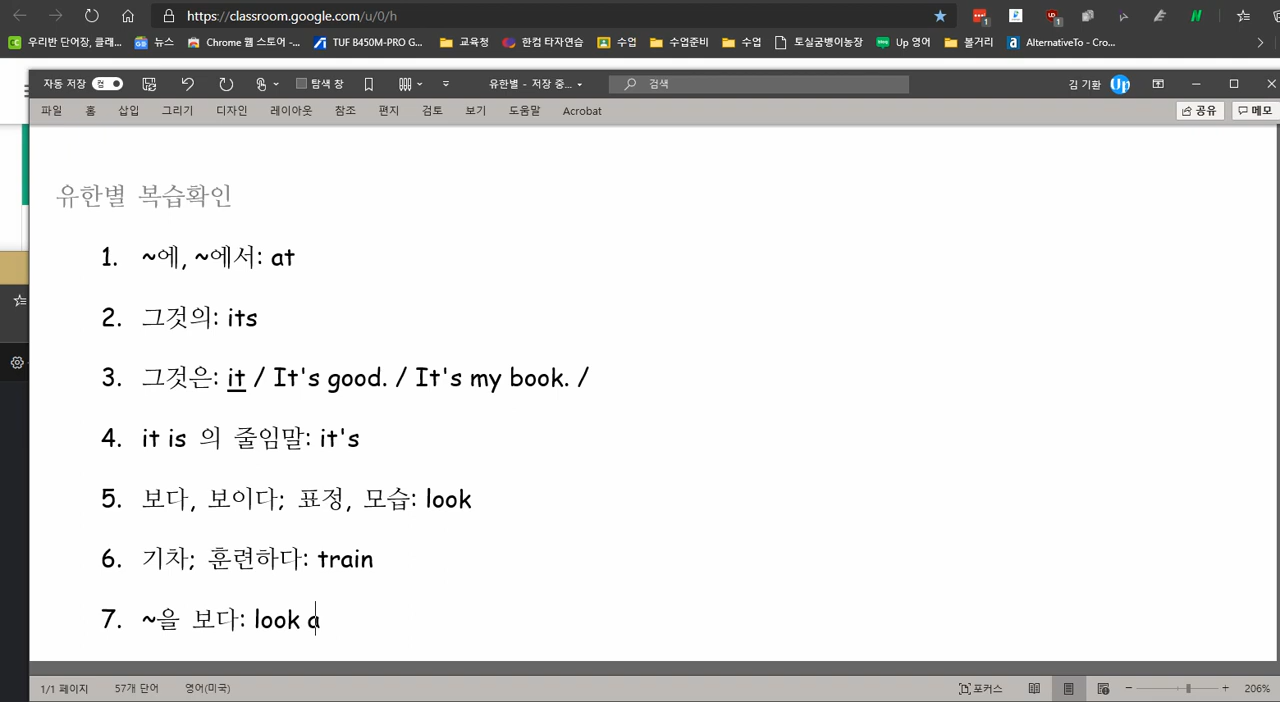 https://classroom.google.com/u/0/h
우리반 단어장, 클래... 뉴스 Chrome 웹 스토어 -... TUF B450M-PRO G... 교육청 한컴 타자연습 수업 수업준비 수업 토실궁뱅이농장 Up 영어 볼거리 AlternativeTo - Cro...
자동 저장 컴 탐색 창 유한별 - 저장 중... 검색 김 기환 Up
파일 홈 삽입 그리기 디자인 레이아웃 참조 편지 검토 보기 도움말 Acrobat 공유 메모
유한별 복습확인
1. ~에, ~에서: at
2. 그것의: its
3. 그것은: it / It's good. / It's my book. /
4. it is 의 줄임말: it's
5. 보다, 보이다; 표정, 모습: look
6. 기차; 훈련하다: train
7. ~을 보다: look a
1/1 페이지 57개 단어 영어(미국) 포커스 206%